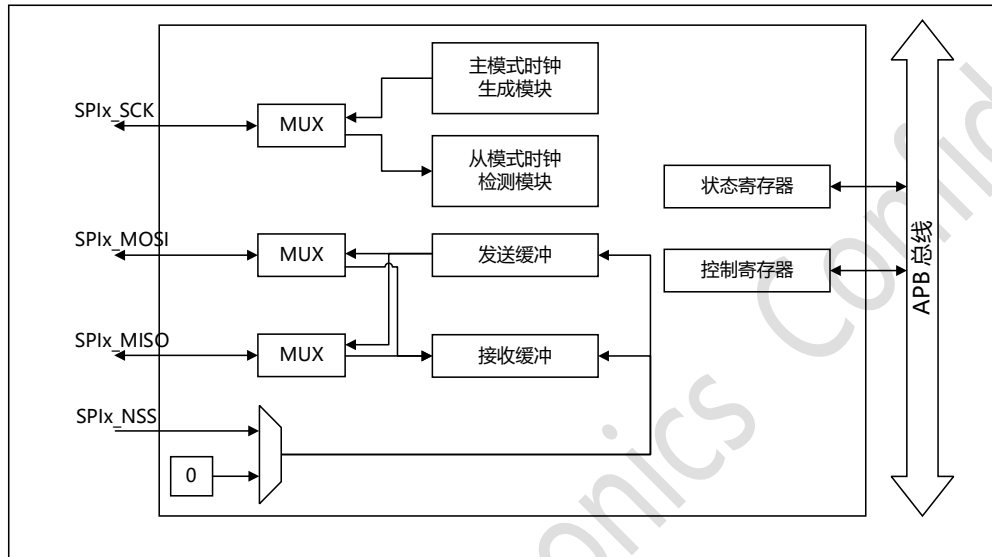 主模式时钟
生成模块
SPIx_SCK
MUX
从模式时钟
检测模块
状态寄存器
SPIx_MOSI
MUX
发送缓冲
控制寄存器
APB 总线
SPIx_MISO
MUX
接收缓冲
SPIx_NSS
0
onics Confid